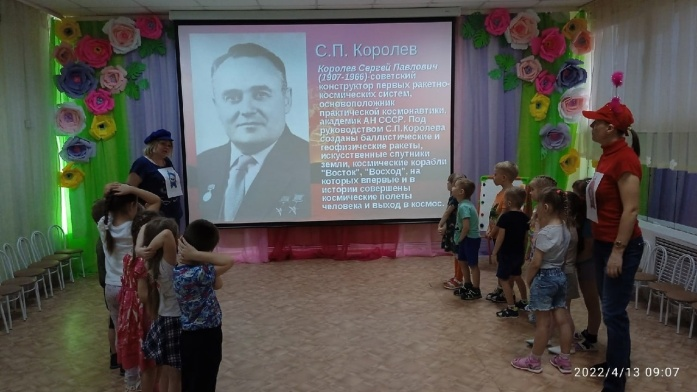 С.П. Королев
Королев Сергей Павлович
(1907-1966)-советский
конструктор первых ракетно-
космических систем,
основоположник
практической космонавтики,
академик АН СССР. Под
руководством С.П.Королева
созданы баллистические и
геофизические ракеты,
искусственные спутники
земли, космические корабли
"Восток", "Восход", на
которых впервые и в
истории совершены
космические полеты
человека и выход в космос.
2022/4/13 09:07